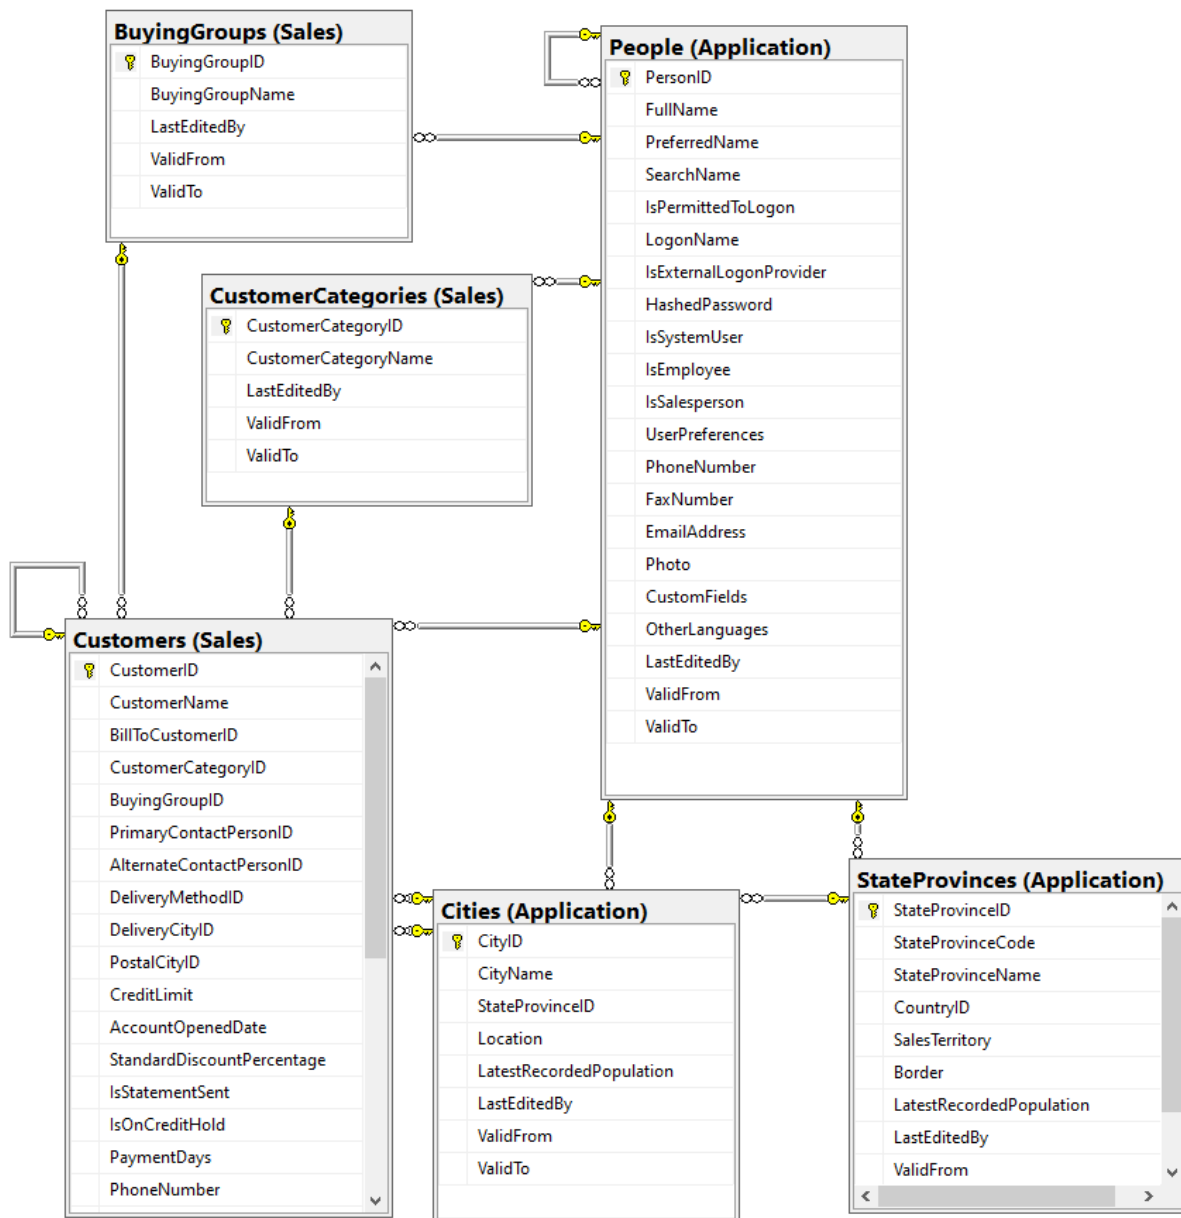 BuyingGroups (Sales)
BuyingGroupID
BuyingGroupName
LastEditedBy
ValidFrom
ValidTo
People (Application)
PersonID
FullName
PreferredName
SearchName
IsPermittedToLogon
LogonName
IsExternalLogonProvider
HashedPassword
IsSystemUser
IsEmployee
IsSalesperson
UserPreferences
PhoneNumber
FaxNumber
EmailAddress
Photo
CustomFields
OtherLanguages
LastEditedBy
ValidFrom
ValidTo
CustomerCategories (Sales)
CustomerCategoryID
CustomerCategoryName
LastEditedBy
ValidFrom
ValidTo
Customers (Sales)
CustomerID
CustomerName
BillToCustomerID
CustomerCategoryID
BuyingGroupID
PrimaryContactPersonID
AlternateContactPersonID
DeliveryMethodID
DeliveryCityID
PostalCityID
CreditLimit
AccountOpenedDate
StandardDiscountPercentage
IsStatementSent
IsOnCreditHold
PaymentDays
PhoneNumber
Cities (Application)
CityID
CityName
StateProvinceID
Location
LatestRecordedPopulation
LastEditedBy
ValidFrom
ValidTo
StateProvinces (Application)
StateProvinceID
StateProvinceCode
StateProvinceName
CountryID
SalesTerritory
Border
LatestRecordedPopulation
LastEditedBy
ValidFrom